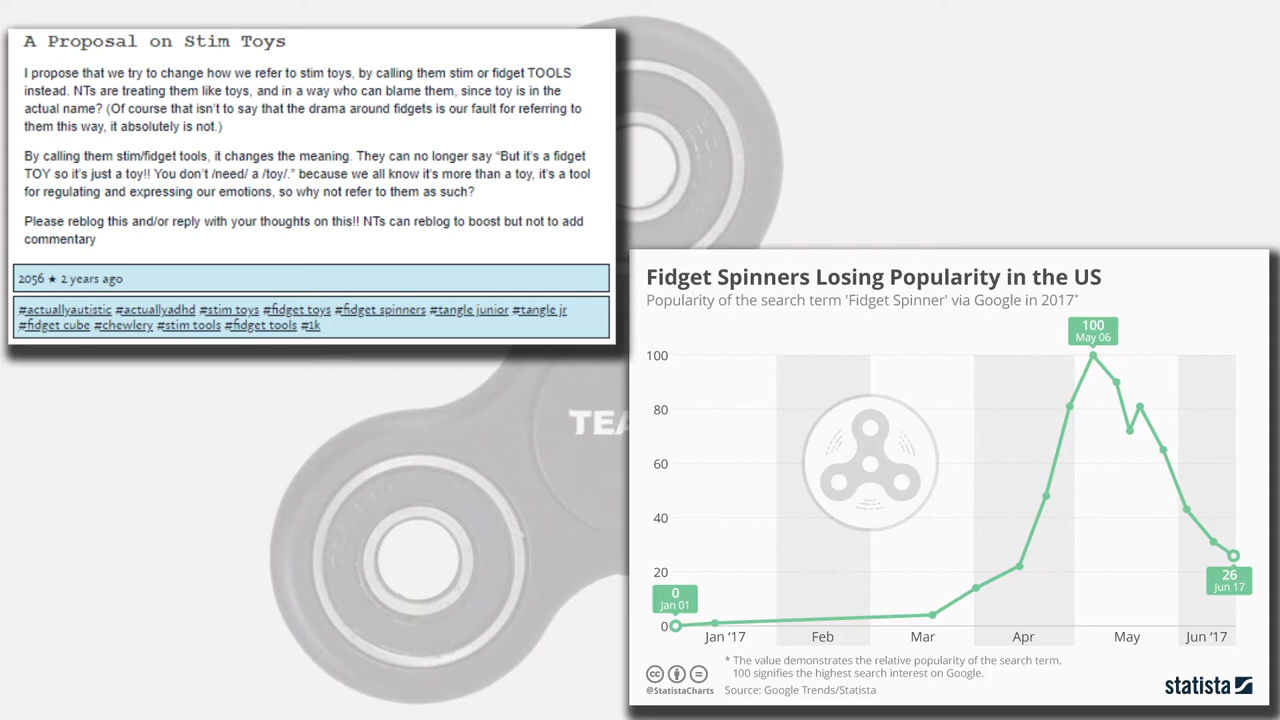 A Proposal on Stim Toys
I propose that we try to change how we refer to stim toys, by calling them stim or fidget TOOLS
instead. NTs are treating them like toys, and in a way who can blame them, since toy is in the
actual name? (Of course that isn't to say that the drama around fidgets is our fault for referring to
them this way, it absolutely is not.)
By calling them stim/fidget tools, it changes the meaning. They can no longer say “But it's a fidget
TOY so it's just a toy!! You don't /need/ a /toy/.” because we all know it's more than a toy, it's a tool
for regulating and expressing our emotions, so why not refer to them as such?
Please reblog this and/or reply with your thoughts on this!! NTs can reblog to boost but not to add
commentary
2056 ★ 2 years ago
#actuallyautistic #actuallyadhd #stim toys #fidget toys #fidget spinners #tangle junior #tangle jr
#fidget cube #chewlery #stim tools #fidget tools #1k
TEA
Fidget Spinners Losing Popularity in the US
Popularity of the search term 'Fidget Spinner' via Google in 2017*
100
May 06
100
80
60
40
20
0
0
Jan 01
26
Jun 17
Jan ‘17 Feb Mar Apr May Jun ‘17
* The value demonstrates the relative popularity of the search term.
100 signifies the highest search interest on Google.
@StatistaCharts Source: Google Trends/Statista
cc
statista